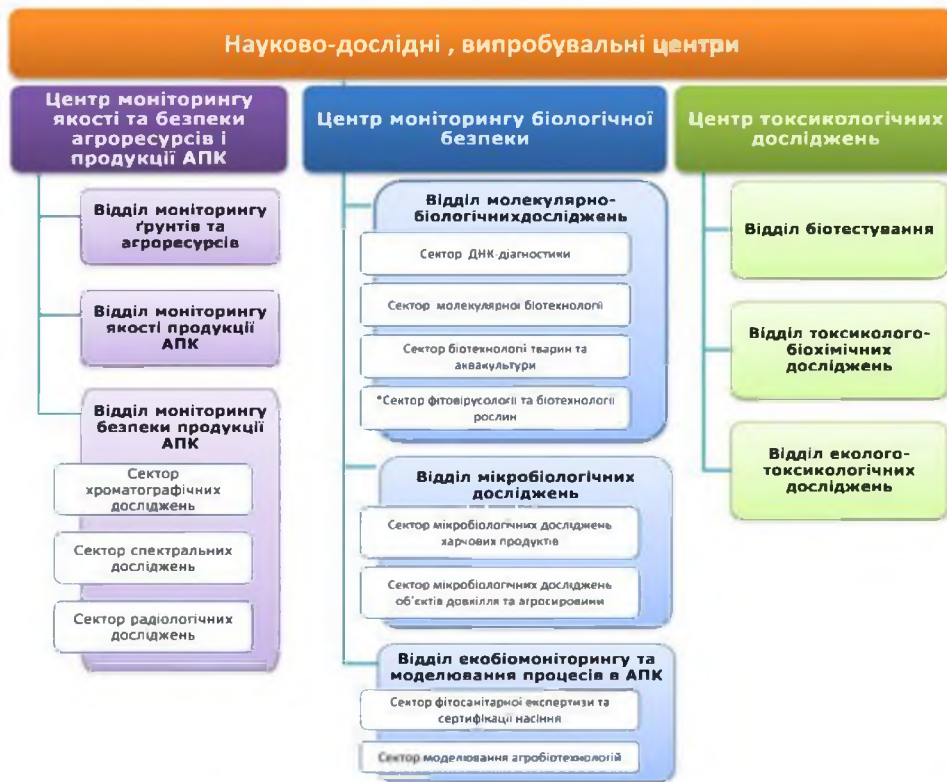 Науково-дослідні , випробувальні центри
Центр моніторингу
якості та безпеки
агроресурсів і
продукції АПК
Відділ моніторингу
ґрунтів та
агроресурсів
Відділ моніторингу
якості продукції
АПК
Відділ моніторингу
безпеки продукції
АПК
Сектор
хроматографічних
досліджень
Сектор спектральних
досліджень
Сектор радіологічних
досліджень
Центр моніторингу біологічної
безпеки
Відділ молекулярно-
біологічнихдосліджень
Сектор ДНК-діагностики
Сектор молекулярної біотехнології
Сектор біотехнології тварин та
аквакультури
*Сектор фітовірусології та біотехнології
рослин
Відділ мікробіологічних
досліджень
Сектор мікробіологічних досліджень
харчових продуктів
Сектор мікробіологічних досліджень
об'єктів довкілля та агросировини
Відділ екобіомоніторингу та
моделювання процесів в АПК
Сектор фітосанітарної експертизи та
сертифікації насіння
Сектор моделювання агробіотехнологій
Центр токсикологічних
досліджень
Відділ біотестування
Відділ токсиколого-
біохімічних
досліджень
Відділ еколого-
токсикологічних
досліджень